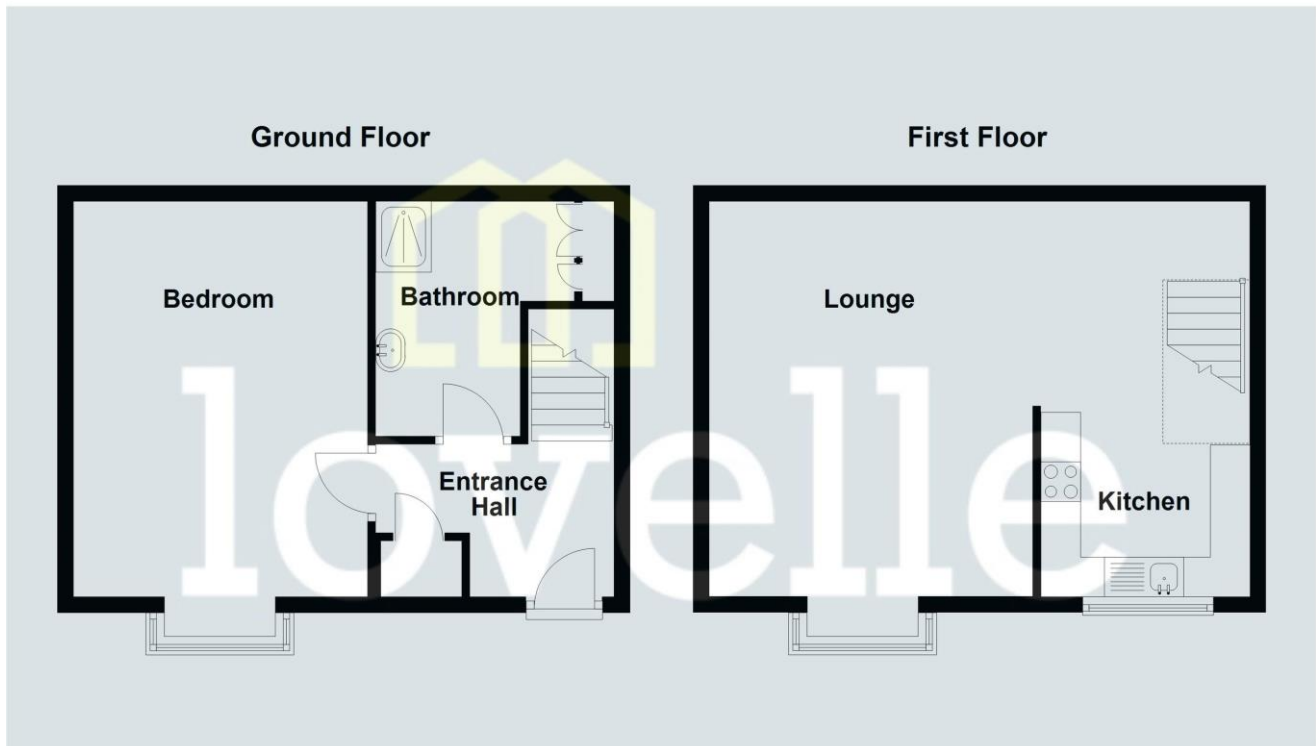 Ground Floor
First Floor
Bedroom
Bathroom
Lounge
Entrance
Hall
Kitchen
lovelle